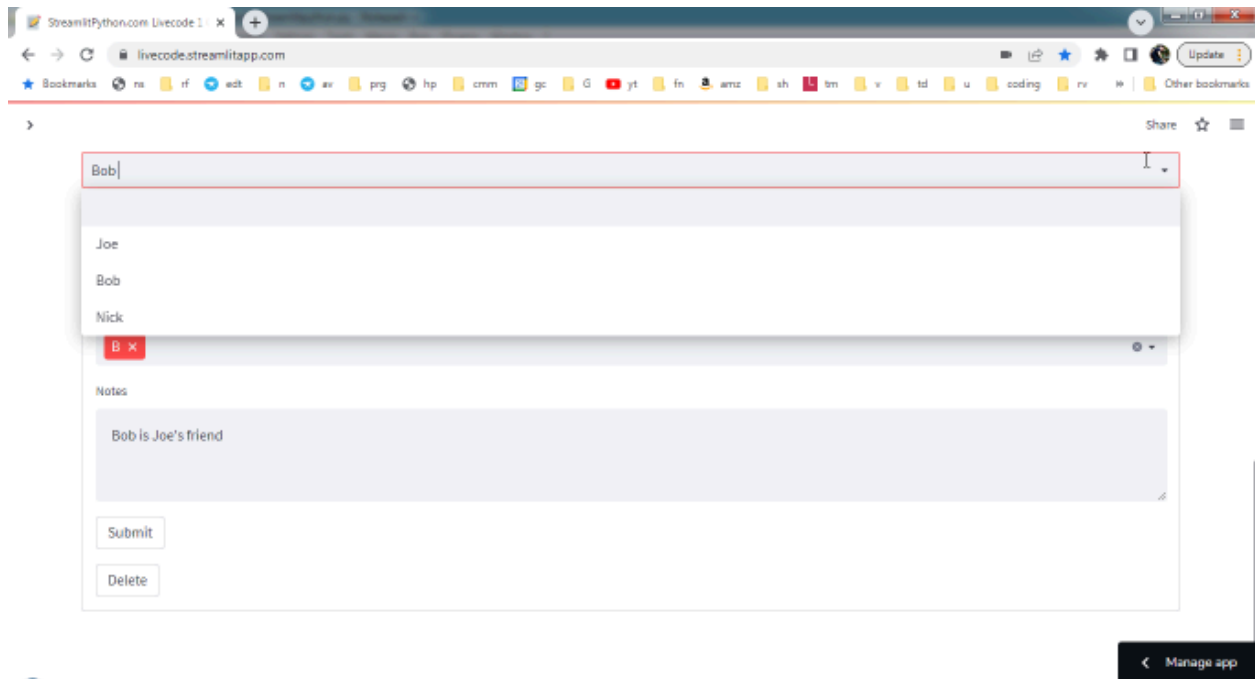 StreamlitPython.com Livecode 1
livecode.streamlitapp.com
Update
Bookmarks ns rf edt n av prg hp cmm gc G yt fn amz sh tm v td u coding rv » Other bookmarks
Share
Bob
Joe
Bob
Nick
B ×
Notes
Bob is Joe's friend
Submit
Delete
Manage app